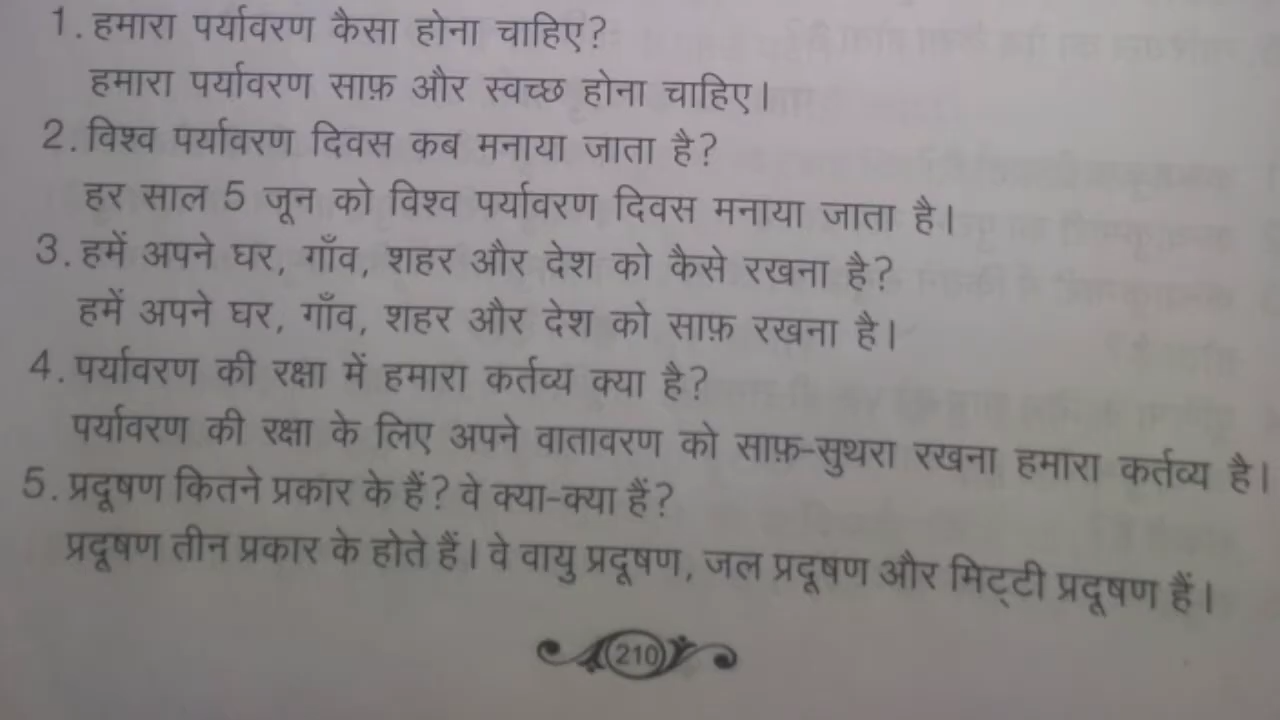 1. हमारा पर्यावरण कैसा होना चाहिए?
हमारा पर्यावरण साफ़ और स्वच्छ होना चाहिए।
2. विश्व पर्यावरण दिवस कब मनाया जाता है?
हर साल 5 जून को विश्व पर्यावरण दिवस मनाया जाता है।
3. हमें अपने घर, गाँव, शहर और देश को कैसे रखना है?
हमें अपने घर, गाँव, शहर और देश को साफ़ रखना है।
4. पर्यावरण की रक्षा में हमारा कर्तव्य क्या है?
पर्यावरण की रक्षा के लिए अपने वातावरण को साफ़-सुथरा रखना हमारा कर्तव्य है।
5. प्रदूषण कितने प्रकार के हैं? वे क्या-क्या हैं?
प्रदूषण तीन प्रकार के होते हैं। वे वायु प्रदूषण, जल प्रदूषण और मिट्‌टी प्रदूषण हैं।
210